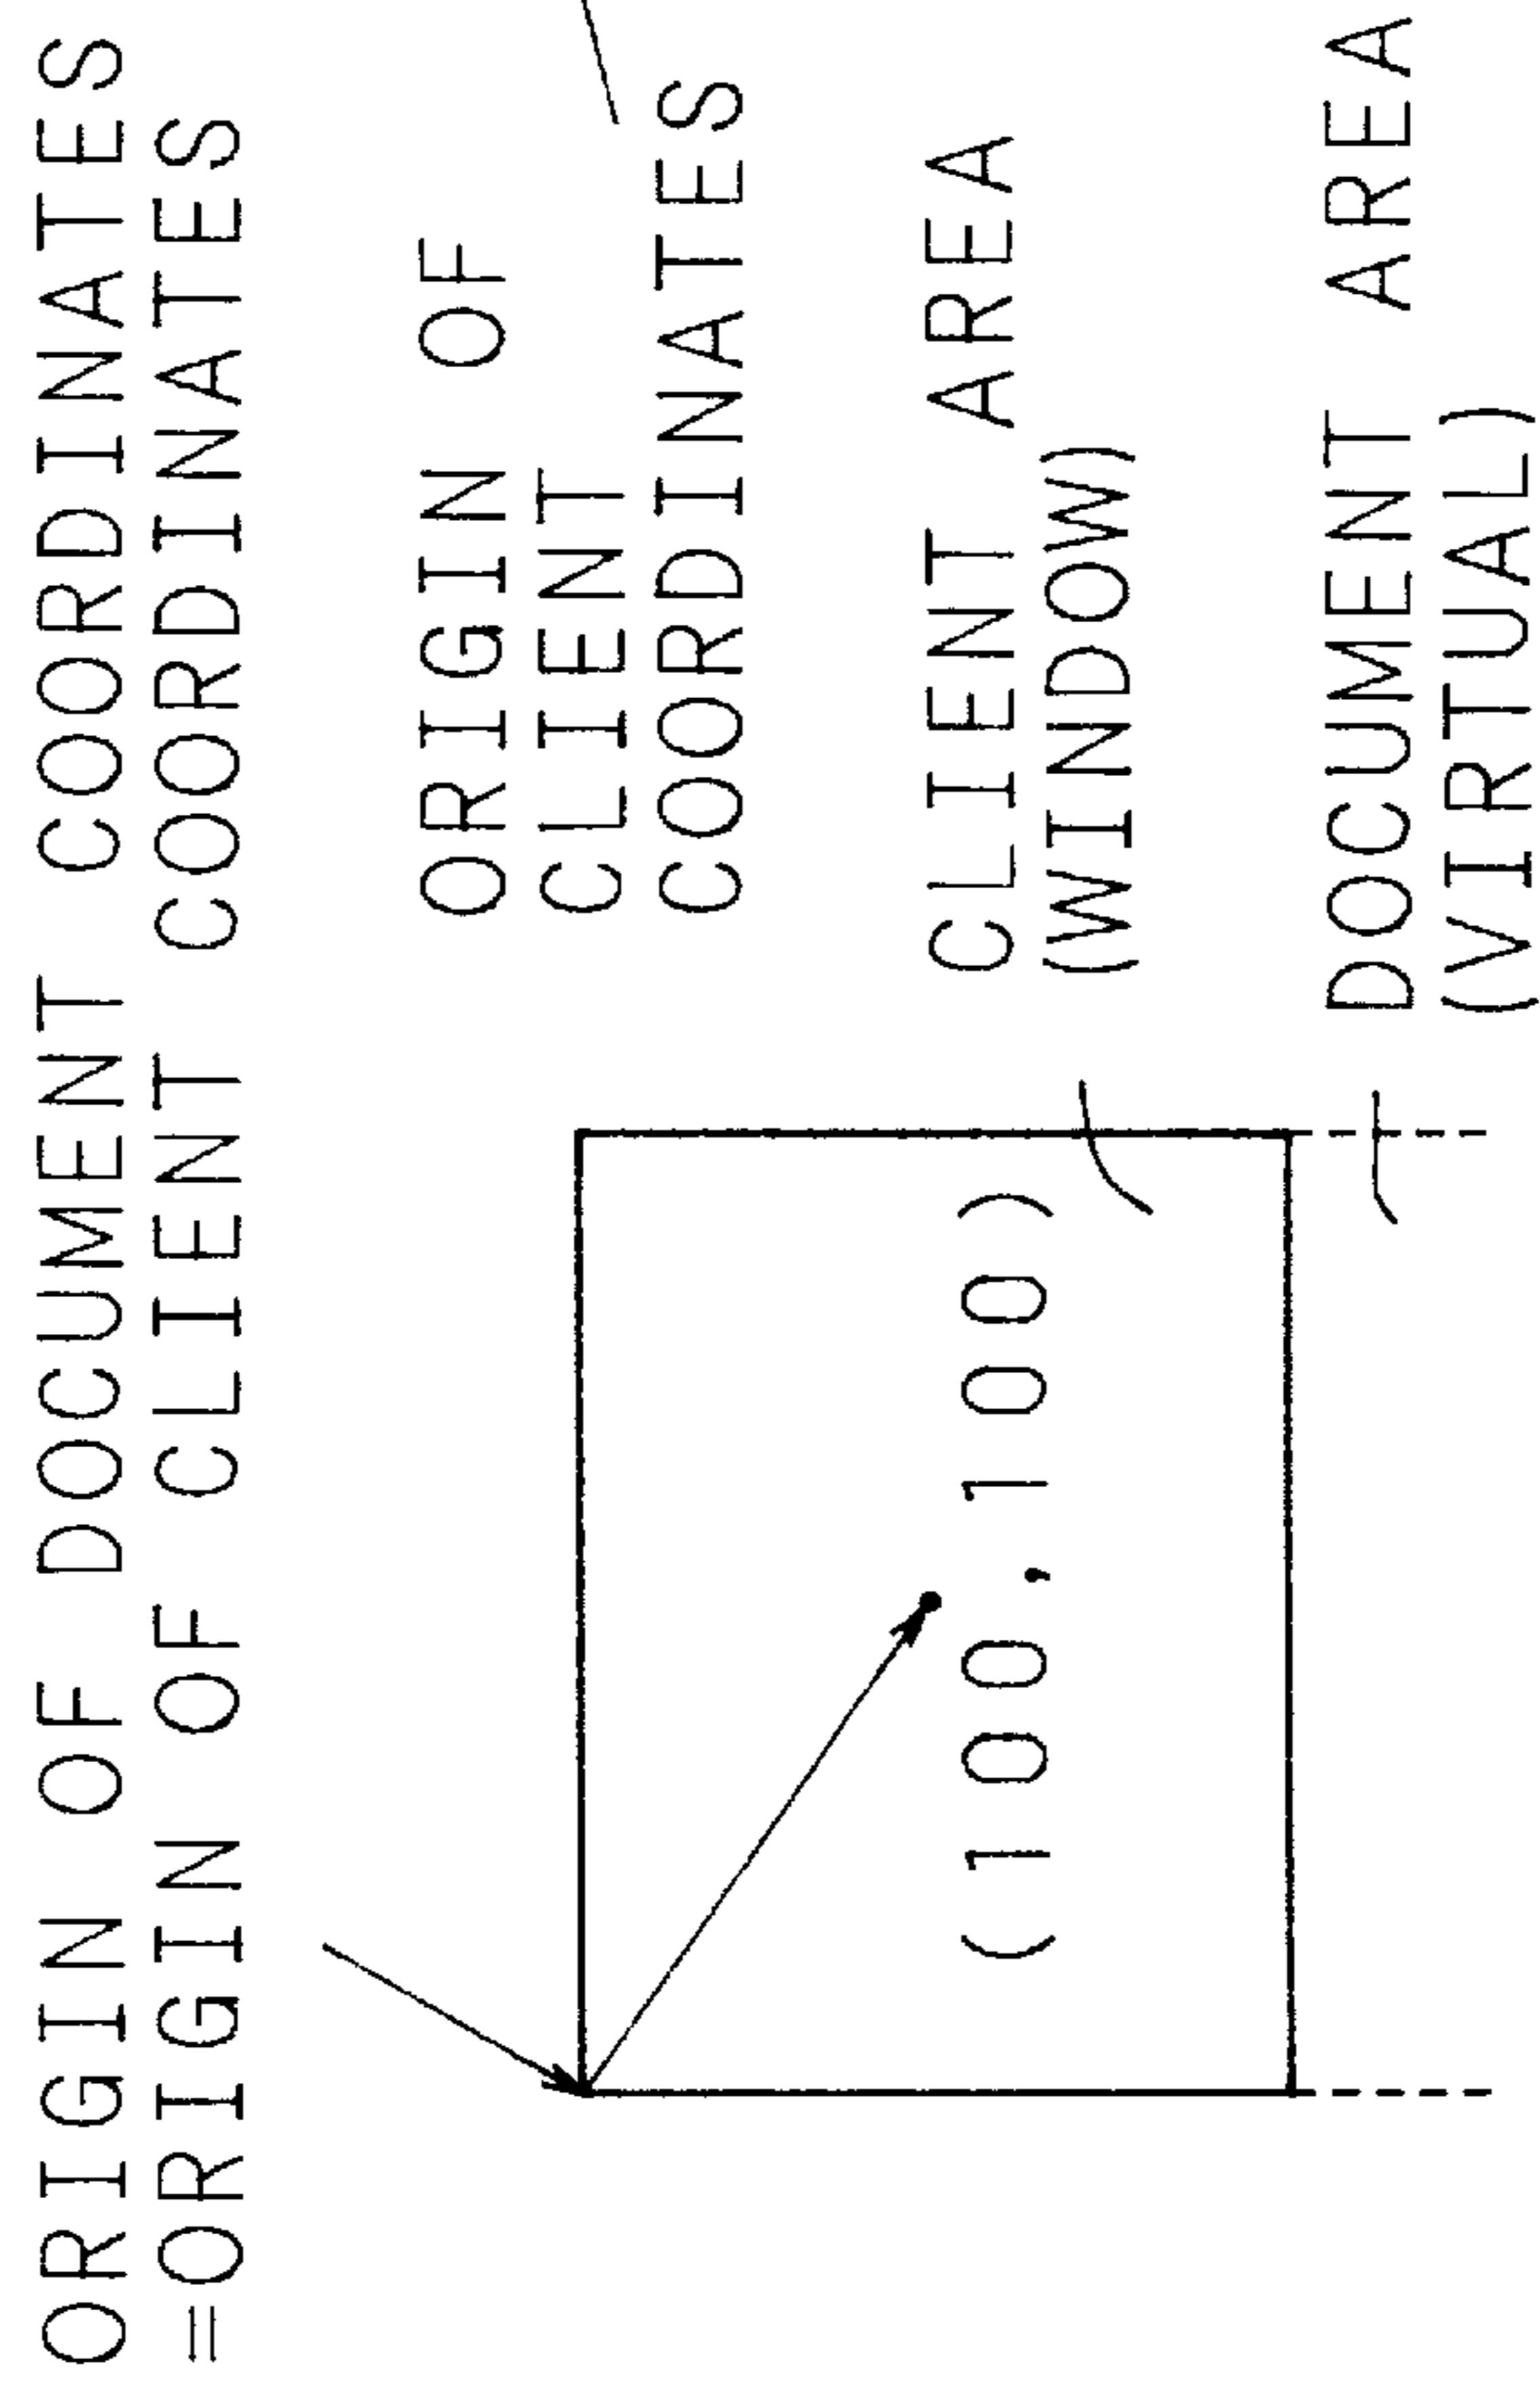 ORIGIN OF DOCUMENT COORDINATES
=ORIGIN OF CLIENT COORDINATES
ORIGIN OF
CLIENT
COORDINATES
(100,100)
CLIENT AREA
(WINDOW)
DOCUMENT AREA
(VIRTUAL)